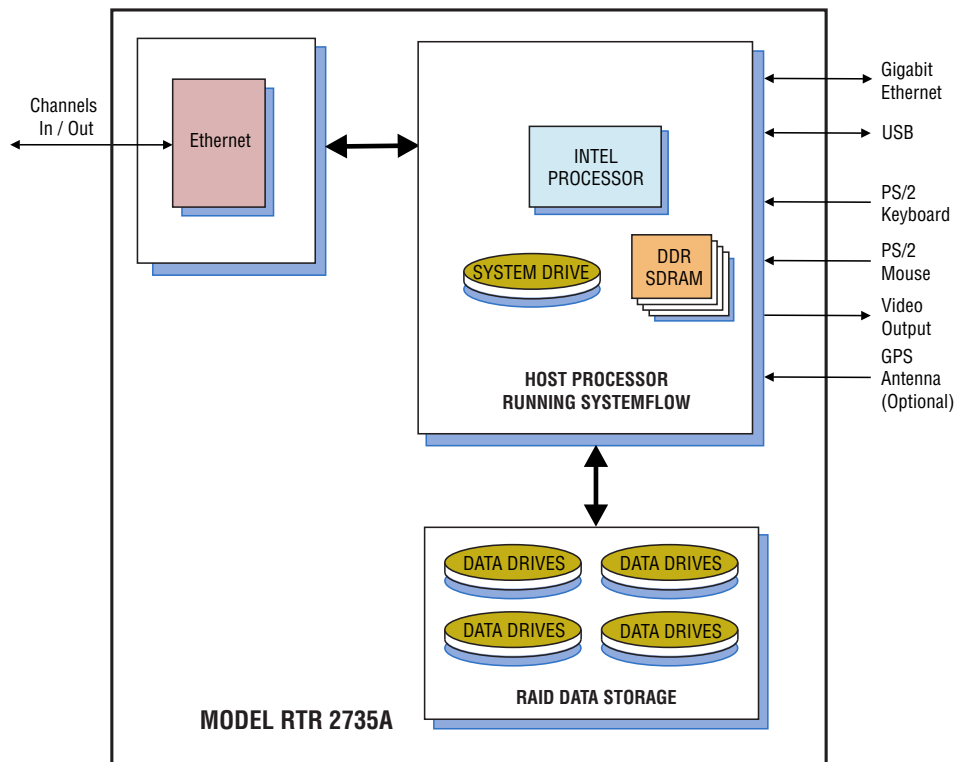 Channels
In / Out
Ethernet
INTEL
PROCESSOR
SYSTEM DRIVE
DDR
SDRAM
HOST PROCESSOR
RUNNING SYSTEMFLOW
Gigabit
Ethernet
USB
PS/2
Keyboard
PS/2
Mouse
Video
Output
GPS
Antenna
(Optional)
DATA DRIVES
DATA DRIVES
DATA DRIVES
DATA DRIVES
RAID DATA STORAGE
MODEL RTR 2735A